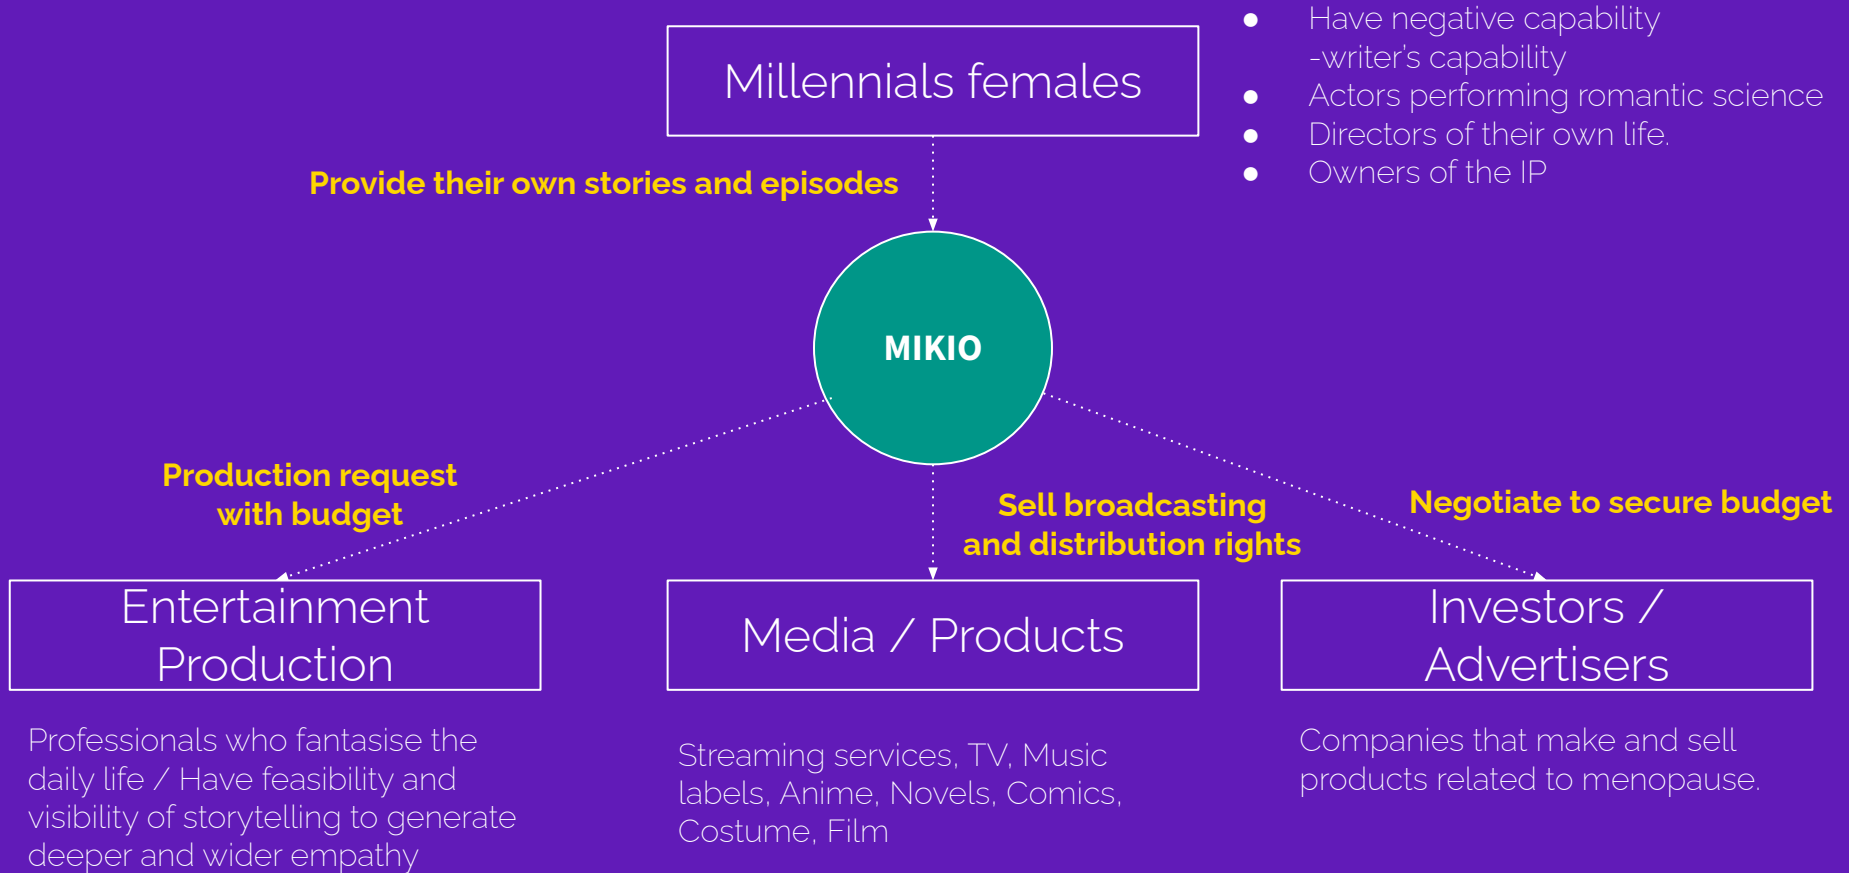 Millennials females
● Have negative capability
-writer's capability
● Actors performing romantic science
● Directors of their own life.
● Owners of the IP
Provide their own stories and episodes
MIKIO
Production request
with budget
Sell broadcasting
and distribution rights
Negotiate to secure budget
Entertainment
Production
Media / Products
Investors /
Advertisers
Professionals who fantasise the
daily life / Have feasibility and
visibility of storytelling to generate
deeper and wider empathy
Streaming services, TV, Music
labels, Anime, Novels, Comics,
Costume, Film
Companies that make and sell
products related to menopause.